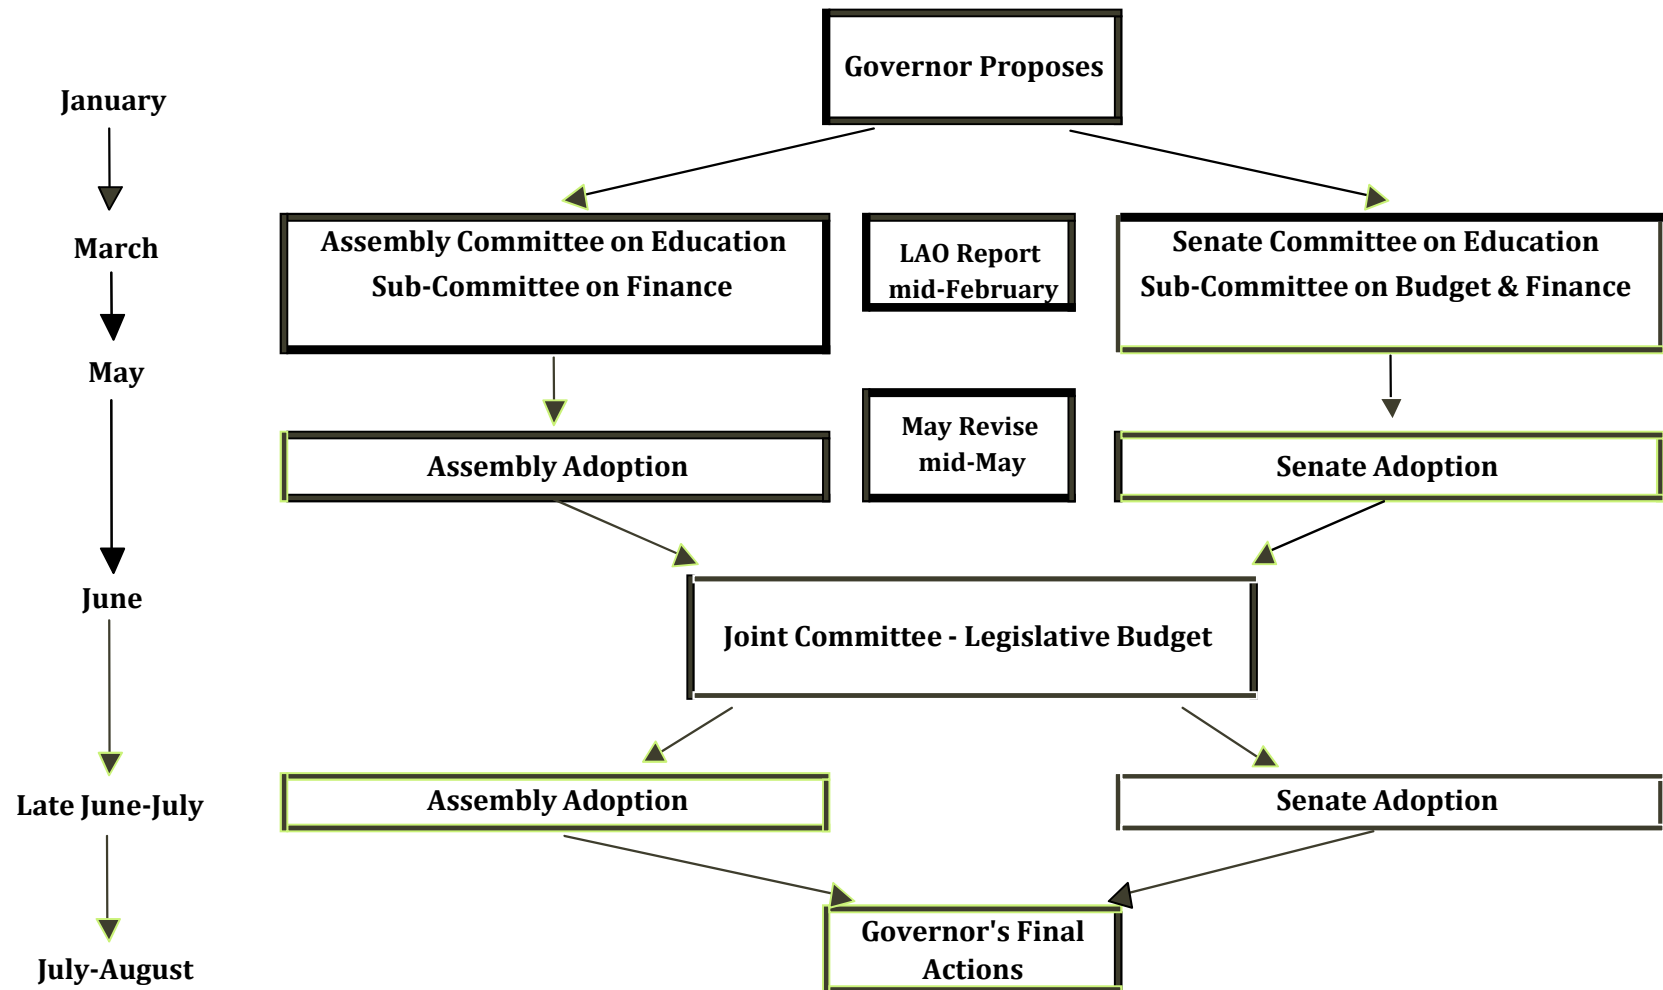 Governor Proposes
January
March
Assembly Committee on Education
Sub-Committee on Finance
LAO Report
mid-February
Senate Committee on Education
Sub-Committee on Budget & Finance
May
Assembly Adoption
May Revise
mid-May
Senate Adoption
June
Joint Committee - Legislative Budget
Late June-July
Assembly Adoption
Senate Adoption
July-August
Governor's Final
Actions